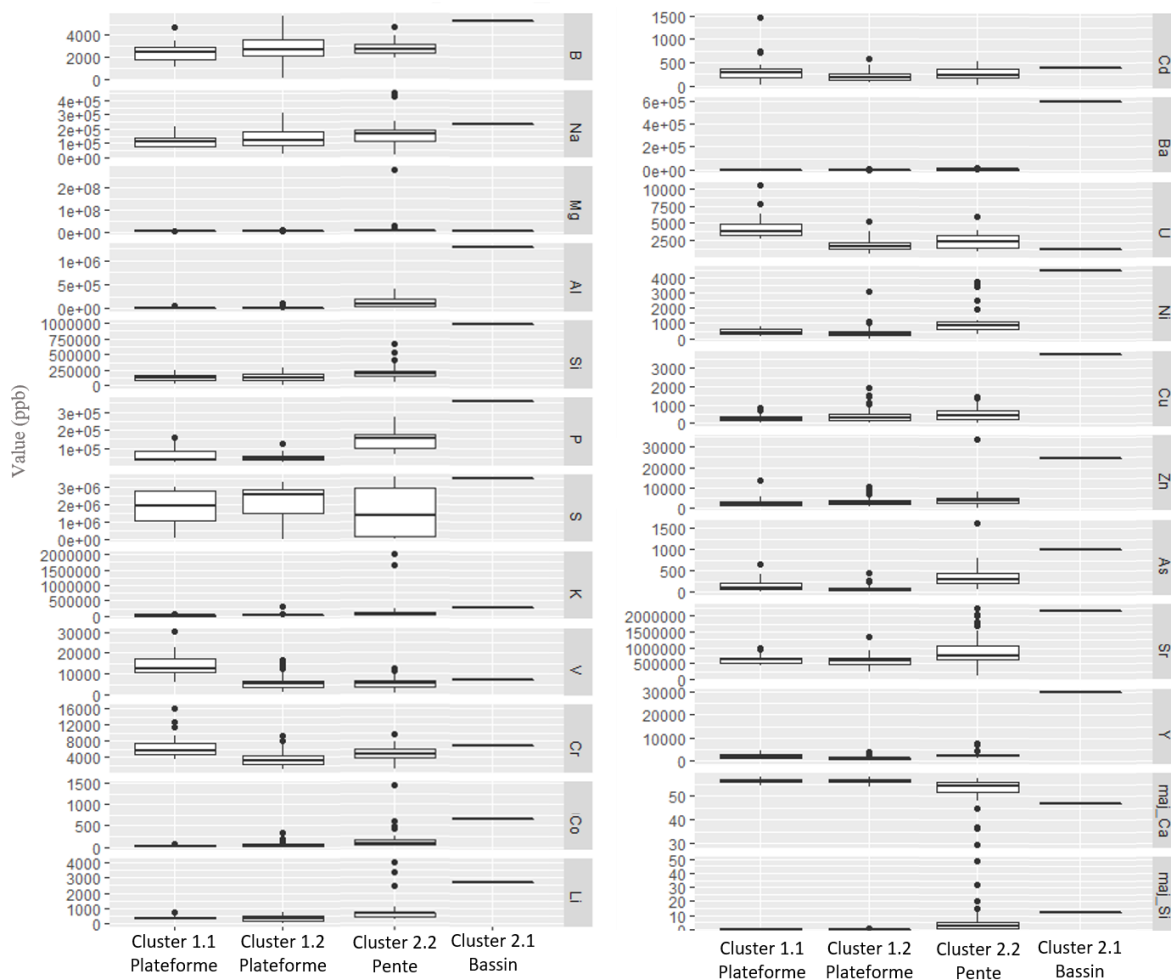 Value (ppb)
4000
2000
0
B
4e+05
3e+05
2e+05
1e+05
0e+00
Na
2e+08
1e+08
0e+00
Mg
1e+06
5e+05
0e+00
Al
1000000
750000
500000
250000
0
Si
3e+05
2e+05
1e+05
P
3e+06
2e+06
1e+06
0e+00
S
2000000
1500000
1000000
500000
0
K
30000
20000
10000
0
V
16000
12000
8000
4000
0
Cr
1500
1000
500
0
Co
4000
3000
2000
1000
0
Li
Cluster 1.1 Cluster 1.2 Cluster 2.2 Cluster 2.1
Plateforme Plateforme Pente Bassin
1500
1000
500
0
Cd
6e+05
4e+05
2e+05
0e+00
Ba
10000
7500
5000
2500
U
4000
3000
2000
1000
0
Ni
3000
2000
1000
0
Cu
30000
20000
10000
0
Zn
1500
1000
500
0
As
2000000
1500000
1000000
500000
0
Sr
30000
20000
10000
0
Y
50
40
30
maj_Ca
50
40
30
20
10
0
maj_Si
Cluster 1.1 Cluster 1.2 Cluster 2.2 Cluster 2.1
Plateforme Plateforme Pente Bassin